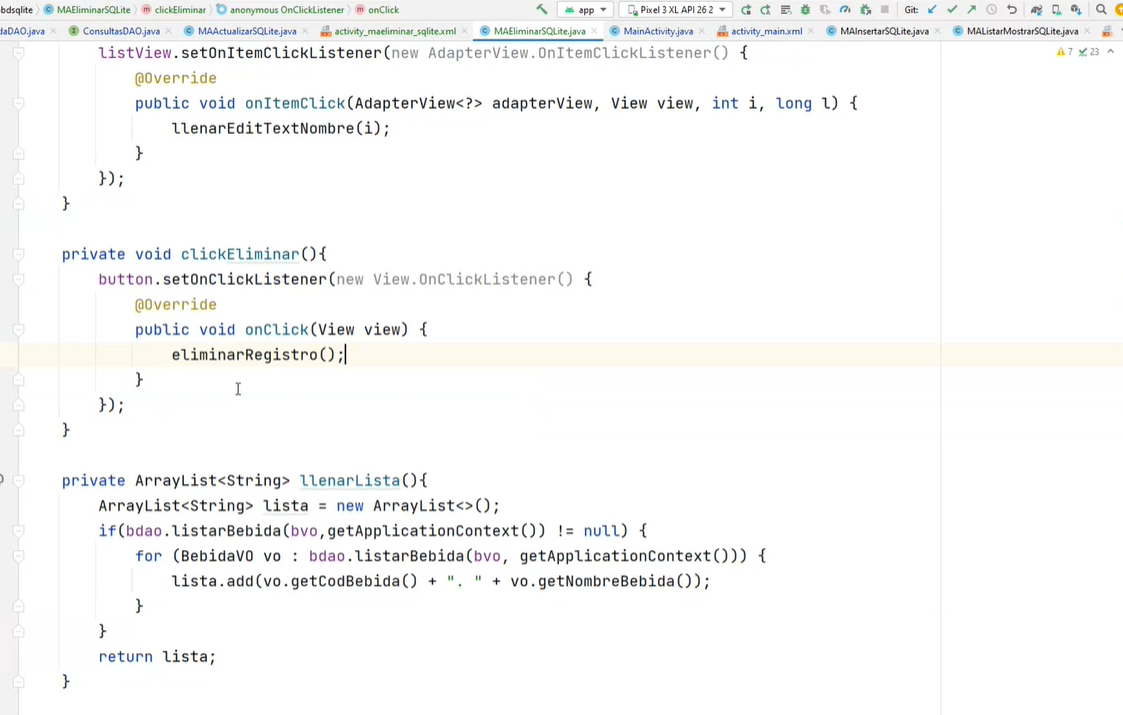 bdsqlite MAEliminarSQLite clickEliminar anonymous OnClickListener onClick app Pixel 3 XL API 26 2 Git:
daDAO.java ConsultasDAO.java MAActualizarSQLite.java activity_maeliminar_sqlite.xml MAEliminarSQLite.java MainActivity.java activity_main.xml MAInsertarSQLite.java MAListarMostrarSQLite.java
7 23
listView.setOnItemClickListener(new AdapterView.OnItemClickListener() {
@Override
public void onItemClick(AdapterView<?> adapterView, View view, int i, long l) {
llenarEditTextNombre(i);
}
});
}
private void clickEliminar(){
button.setOnClickListener(new View.OnClickListener() {
@Override
public void onClick(View view) {
eliminarRegistro();
}
});
}
private ArrayList<String> llenarLista(){
ArrayList<String> lista = new ArrayList<>();
if(bdao.listarBebida(bvo,getApplicationContext()) != null) {
for (BebidaVO vo : bdao.listarBebida(bvo, getApplicationContext())) {
lista.add(vo.getCodBebida() + ". " + vo.getNombreBebida());
}
}
return lista;
}